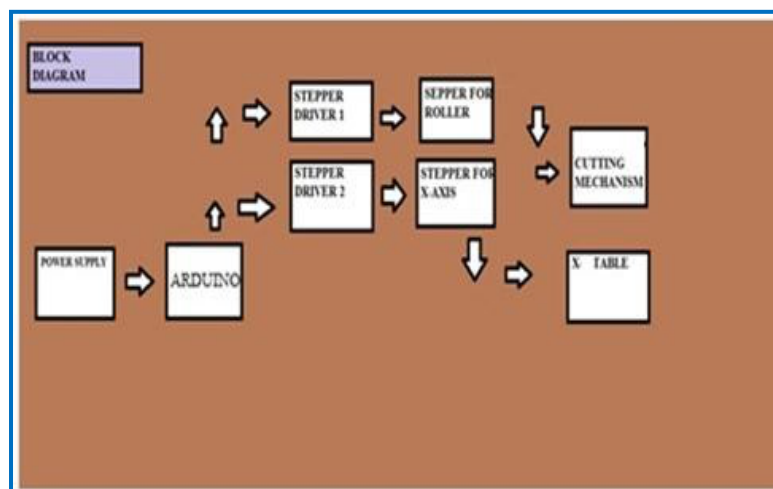 BLOCK
DIAGRAM
STEPPER
DRIVER 1
SEPPER FOR
ROLLER
CUTTING
MECHANISM
STEPPER
DRIVER 2
STEPPER FOR
X-AXIS
POWER SUPPLY
ARDUINO
X TABLE